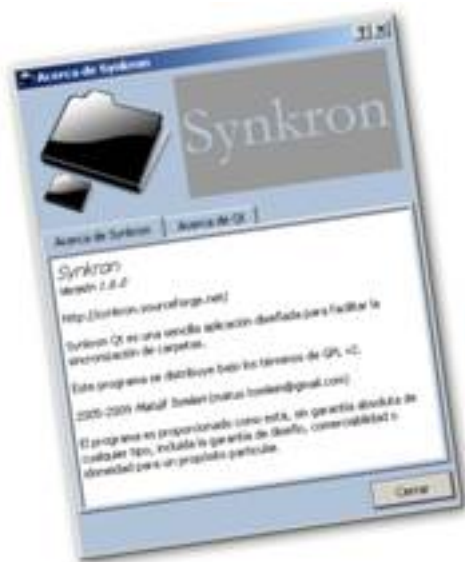 Acerca de Synkron
Synkron
Acerca de Synkron Acerca de Qt
Synkron
Versión 1.6.0
http://synkron.sourceforge.net/
Synkron Qt es una sencilla aplicación diseñada para facilitar la
sincronización de carpetas.
Este programa se distribuye bajo los términos de GPL v2.
2005-2009 Matúš Tomlein (matus.tomlein@gmail.com)
El programa es proporcionado como esta, sin garantía absoluta de
cualquier tipo, incluida la garantía de diseño, comerciabilidad o
idoneidad para un propósito particular.
Cerrar